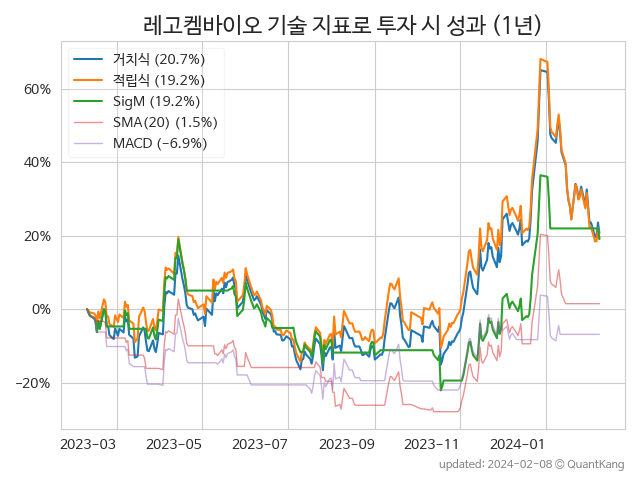 레고켐바이오 기술 지표로 투자 시 성과 (1년)
거치식 (20.7%)
적립식 (19.2%)
SigM (19.2%)
SMA(20) (1.5%)
MACD (−6.9%)
60%
40%
20%
0%
−20%
2023-03 2023-05 2023-07 2023-09 2023-11 2024-01
updated: 2024-02-08 © QuantKang